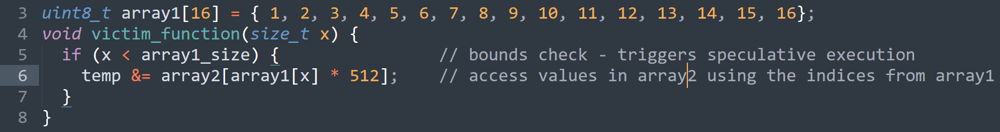 3 uint8_t array1[16] = { 1, 2, 3, 4, 5, 6, 7, 8, 9, 10, 11, 12, 13, 14, 15, 16};
4 void victim_function(size_t x) {
5   if (x < array1_size) {                // bounds check - triggers speculative execution
6     temp &= array2[array1[x] * 512];    // access values in array2 using the indices from array1
7   }
8 }